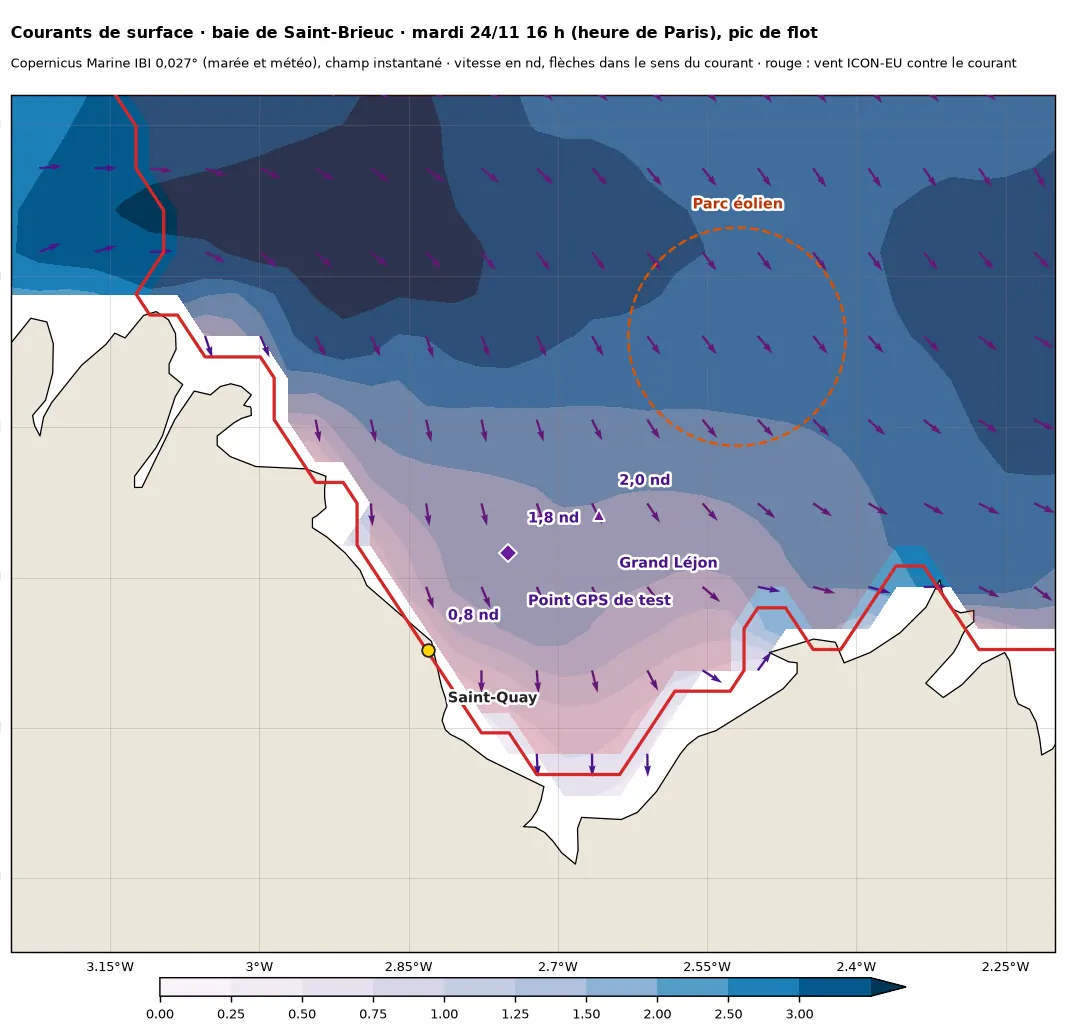 Courants de surface · baie de Saint-Brieuc · mardi 24/11 16 h (heure de Paris), pic de flot
Copernicus Marine IBI 0,027° (marée et météo), champ instantané · vitesse en nd, flèches dans le sens du courant · rouge : vent ICON-EU contre le courant
Parc éolien
2,0 nd
1,8 nd
Grand Léjon
Point GPS de test
0,8 nd
Saint-Quay
3.15°W 3°W 2.85°W 2.7°W 2.55°W 2.4°W 2.25°W
0.00 0.25 0.50 0.75 1.00 1.25 1.50 2.00 2.50 3.00